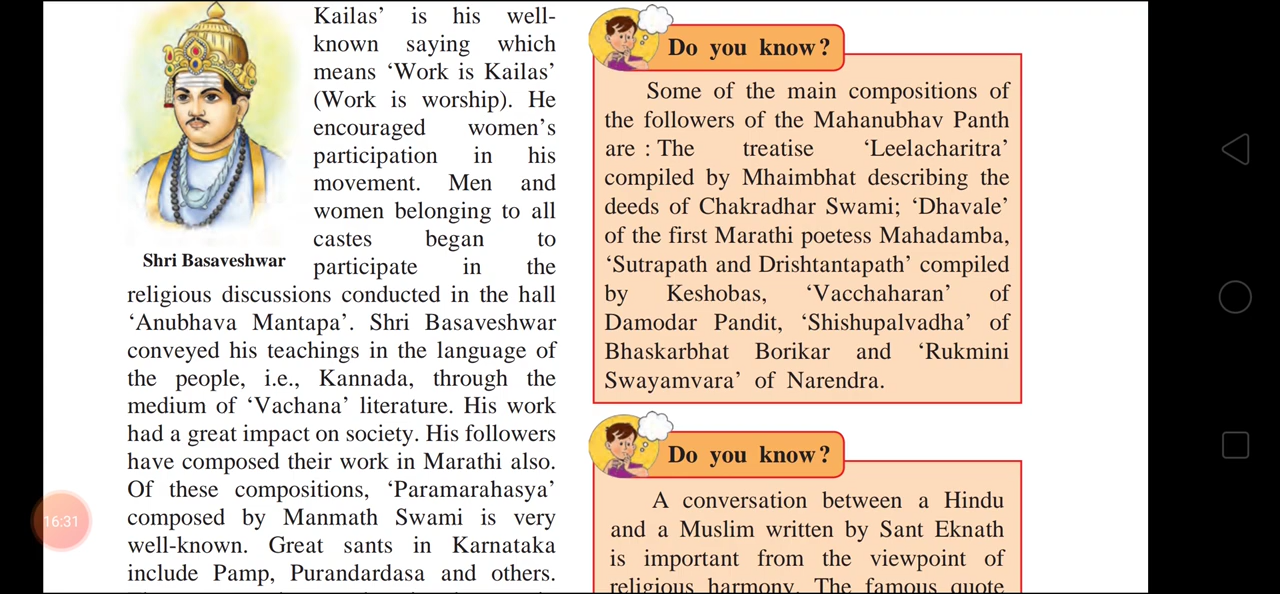 Kailas’ is his well-
known saying which
means ‘Work is Kailas’
(Work is worship). He
encouraged women’s
participation in his
movement. Men and
women belonging to all
castes began to
participate in the
Shri Basaveshwar
religious discussions conducted in the hall
‘Anubhava Mantapa’. Shri Basaveshwar
conveyed his teachings in the language of
the people, i.e., Kannada, through the
medium of ‘Vachana’ literature. His work
had a great impact on society. His followers
have composed their work in Marathi also.
Of these compositions, ‘Paramarahasya’
composed by Manmath Swami is very
well-known. Great sants in Karnataka
include Pamp, Purandardasa and others.
Do you know?
Some of the main compositions of
the followers of the Mahanubhav Panth
are : The treatise ‘Leelacharitra’
compiled by Mhaimbhat describing the
deeds of Chakradhar Swami; ‘Dhavale’
of the first Marathi poetess Mahadamba,
‘Sutrapath and Drishtantapath’ compiled
by Keshobas, ‘Vacchaharan’ of
Damodar Pandit, ‘Shishupalvadha’ of
Bhaskarbhat Borikar and ‘Rukmini
Swayamvara’ of Narendra.
Do you know?
A conversation between a Hindu
and a Muslim written by Sant Eknath
is important from the viewpoint of
religious harmony. The famous quote
16:31